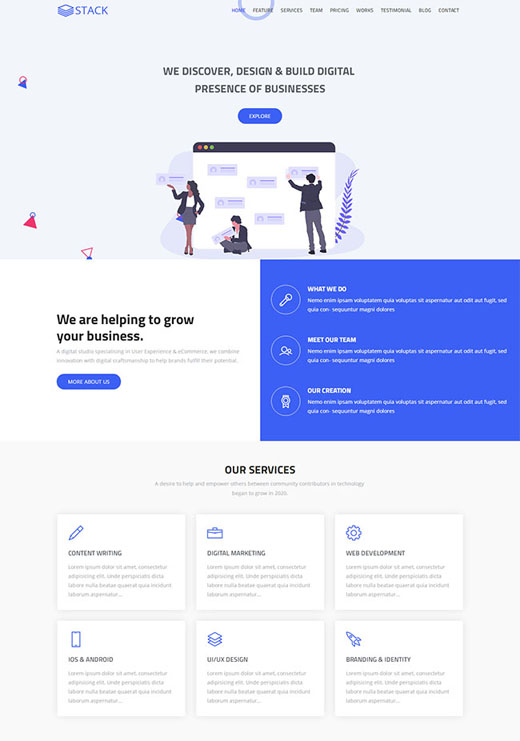 STACK
HOME FEATURE SERVICES TEAM PRICING WORKS TESTIMONIAL BLOG CONTACT
WE DISCOVER, DESIGN & BUILD DIGITAL
PRESENCE OF BUSINESSES
EXPLORE
We are helping to grow
your business.
A digital studio specialising in User Experience & eCommerce, we combine
innovation with digital craftsmanship to help brands fulfill their potential.
MORE ABOUT US
WHAT WE DO
Nemo enim ipsam voluptatem quia voluptas sit aspernatur aut odit aut fugit, sed
quia con- sequuntur magni dolores
MEET OUR TEAM
Nemo enim ipsam voluptatem quia voluptas sit aspernatur aut odit aut fugit, sed
quia con- sequuntur magni dolores
OUR CREATION
Nemo enim ipsam voluptatem quia voluptas sit aspernatur aut odit aut fugit, sed
quia con- sequuntur magni dolores
OUR SERVICES
A desire to help and empower others between community contributors in technology
began to grow in 2020.
CONTENT WRITING
Lorem ipsum dolor sit amet, consectetur
adipisicing elit. Unde perspiciatis dicta
labore nulla beatae quaerat quia incidunt
laborum aspernatur...
DIGITAL MARKETING
Lorem ipsum dolor sit amet, consectetur
adipisicing elit. Unde perspiciatis dicta
labore nulla beatae quaerat quia incidunt
laborum aspernatur...
WEB DEVELOPMENT
Lorem ipsum dolor sit amet, consectetur
adipisicing elit. Unde perspiciatis dicta
labore nulla beatae quaerat quia incidunt
laborum aspernatur...
IOS & ANDROID
Lorem ipsum dolor sit amet, consectetur
adipisicing elit. Unde perspiciatis dicta
labore nulla beatae quaerat quia incidunt
laborum aspernatur...
UI/UX DESIGN
Lorem ipsum dolor sit amet, consectetur
adipisicing elit. Unde perspiciatis dicta
labore nulla beatae quaerat quia incidunt
laborum aspernatur...
BRANDING & IDENTITY
Lorem ipsum dolor sit amet, consectetur
adipisicing elit. Unde perspiciatis dicta
labore nulla beatae quaerat quia incidunt
laborum aspernatur...